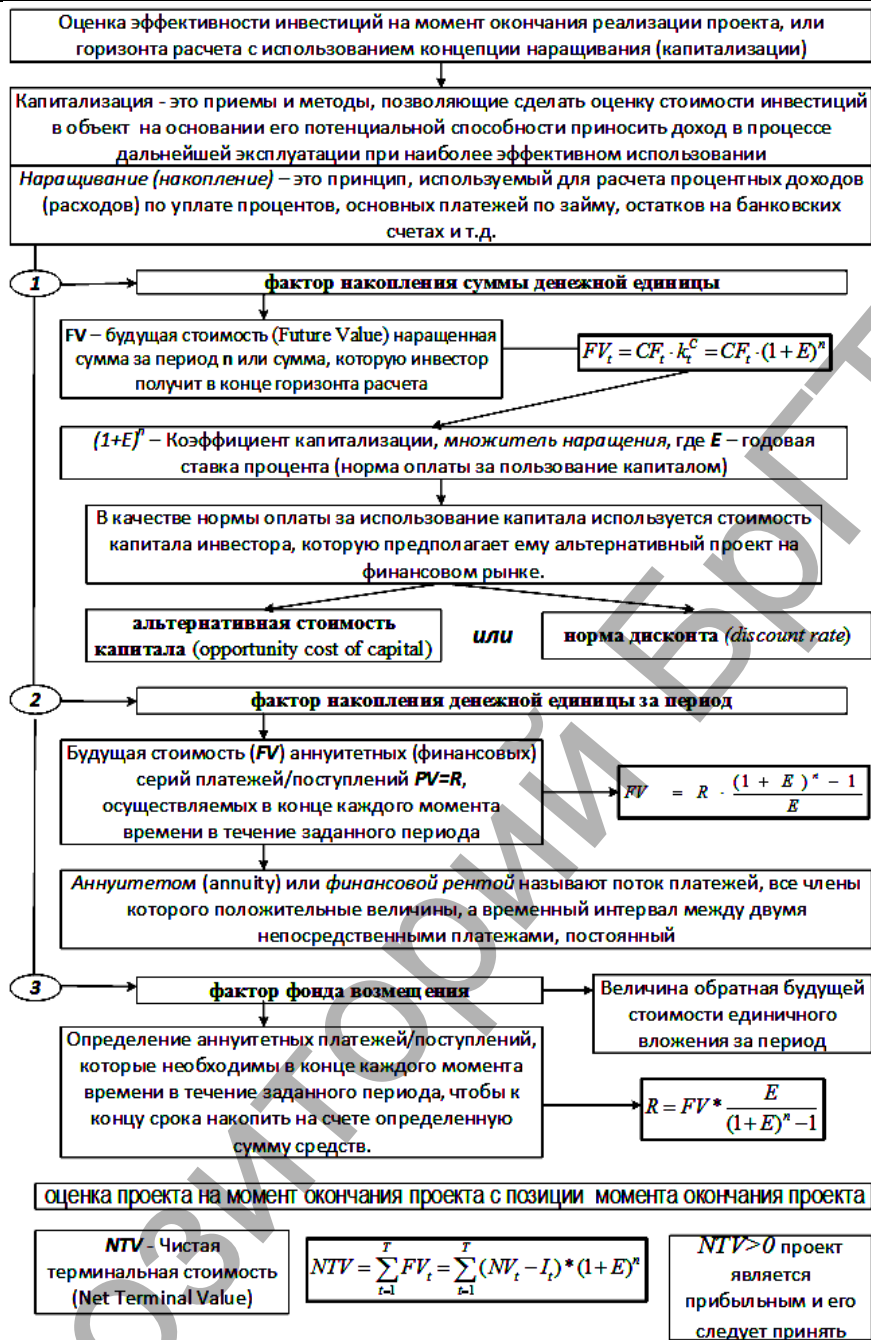 Оценка эффективности инвестиций на момент окончания реализации проекта, или
горизонта расчета с использованием концепции наращивания (капитализации)
Капитализация - это приемы и методы, позволяющие сделать оценку стоимости инвестиций
в объект на основании его потенциальной способности приносить доход в процессе
дальнейшей эксплуатации при наиболее эффективном использовании
Наращивание (накопление) – это принцип, используемый для расчета процентных доходов
(расходов) по уплате процентов, основных платежей по займу, остатков на банковских
счетах и т.д.
1
фактор накопления суммы денежной единицы
FV – будущая стоимость (Future Value) наращенная
сумма за период n или сумма, которую инвестор
получит в конце горизонта расчета
FV_t = CF_t · k_t^C = CF_t · (1 + E)^n
(1+E)^n – Коэффициент капитализации, множитель наращения, где E – годовая
ставка процента (норма оплаты за пользование капиталом)
В качестве нормы оплаты за использование капитала используется стоимость
капитала инвестора, которую предполагает ему альтернативный проект на
финансовом рынке.
альтернативная стоимость
капитала (opportunity cost of capital)
или
норма дисконта (discount rate)
2
фактор накопления денежной единицы за период
Будущая стоимость (FV) аннуитетных (финансовых)
серий платежей/поступлений PV=R,
осуществляемых в конце каждого момента
времени в течение заданного периода
FV = R · ((1 + E)^n − 1) / E
Аннуитетом (annuity) или финансовой рентой называют поток платежей, все члены
которого положительные величины, а временный интервал между двумя
непосредственными платежами, постоянный
3
фактор фонда возмещения
Величина обратная будущей
стоимости единичного
вложения за период
Определение аннуитетных платежей/поступлений,
которые необходимы в конце каждого момента
времени в течение заданного периода, чтобы к
концу срока накопить на счете определенную
сумму средств.
R = FV * E / ((1+E)^n − 1)
оценка проекта на момент окончания проекта с позиции момента окончания проекта
NTV - Чистая
терминальная стоимость
(Net Terminal Value)
NTV = ∑_{t=1}^{T} FV_t = ∑_{t=1}^{T} (NV_t − I_t) * (1 + E)^n
NTV>0 проект
является
прибыльным и его
следует принять